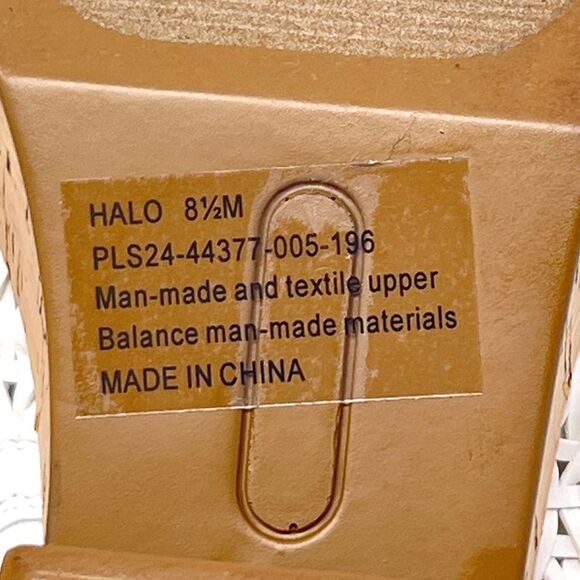 HALO 8½M
PLS24-44377-005-196
Man-made and textile upper
Balance man-made materials
MADE IN CHINA